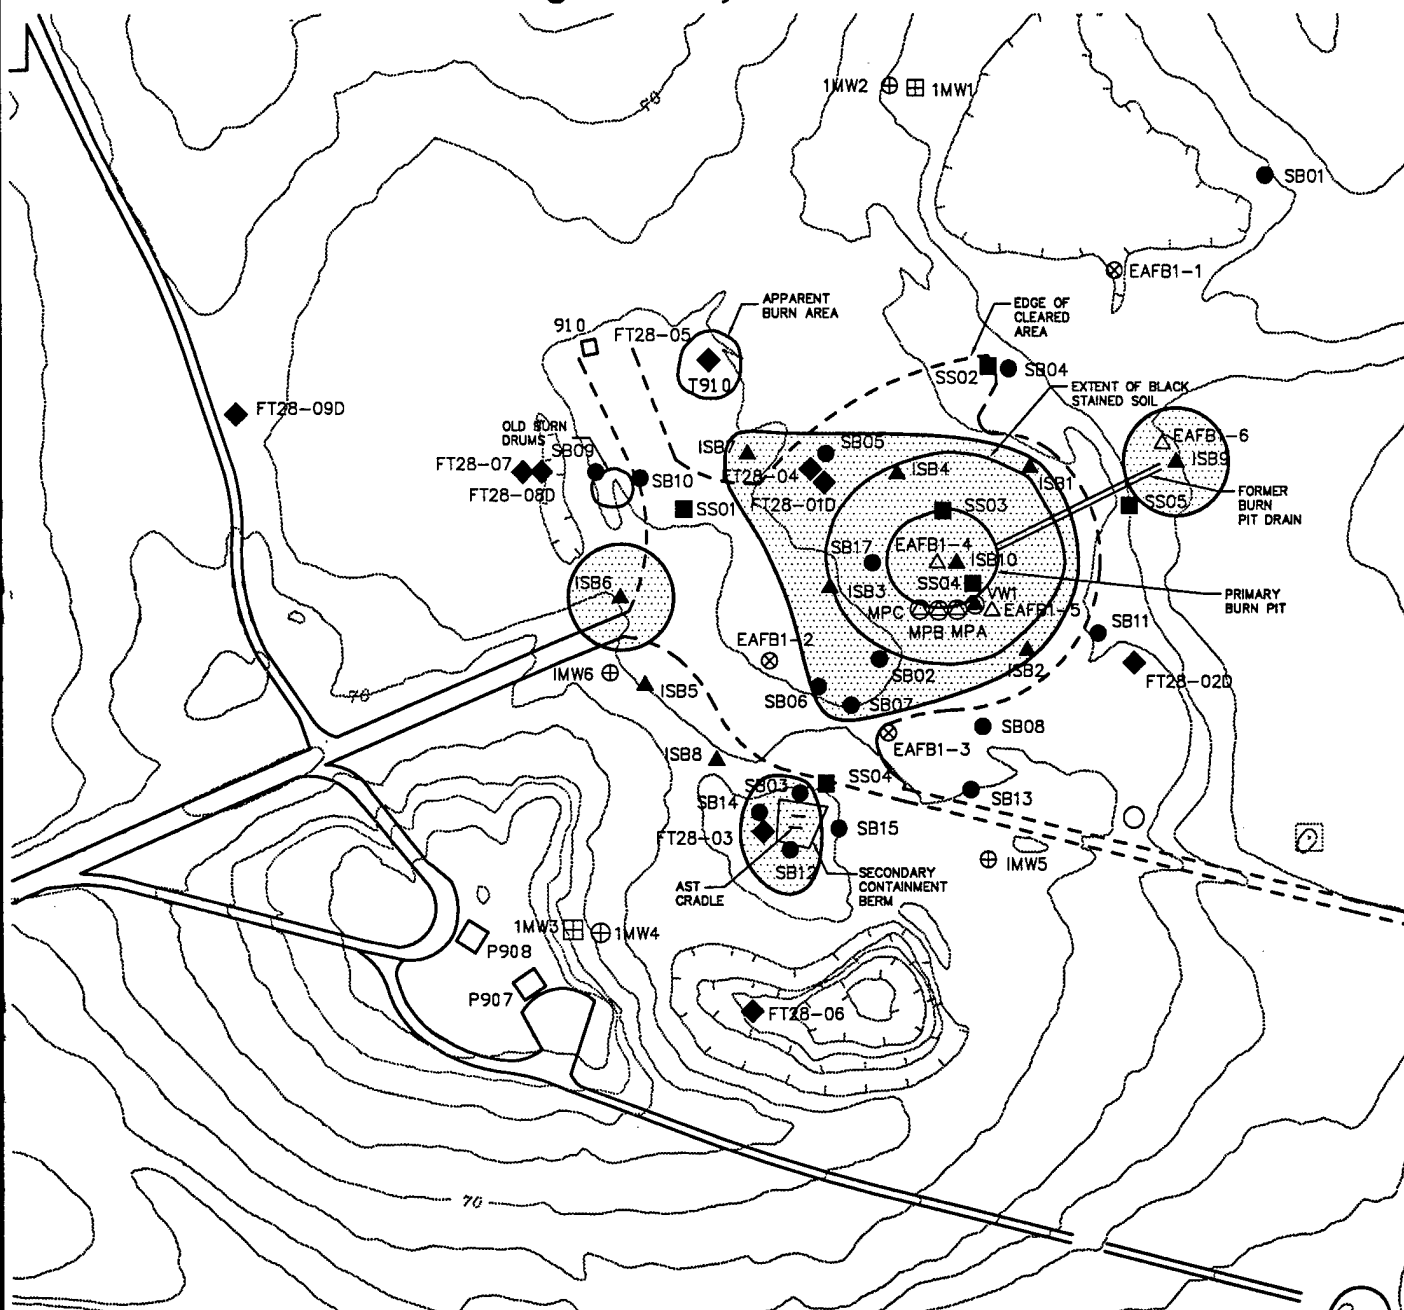 70
1MW2
1MW1
SB01
EAFB1-1
APPARENT
BURN AREA
EDGE OF
CLEARED
AREA
910
FT28-05
T910
SS02
SB04
EXTENT OF BLACK
STAINED SOIL
FT28-09D
OLD BURN
DRUMS
SB09
FT28-07
FT28-08D
SB10
SS01
ISB7
SB05
FT28-04
FT28-01D
ISB4
ISB1
EAFB1-6
ISB9
SS05
FORMER
BURN
PIT DRAIN
SS03
SB17
EAFB1-4
ISB10
SS04
VW1
ISB3
MPC
EAFB1-5
MPB
MPA
PRIMARY
BURN PIT
ISB6
EAFB1-2
SB11
IMW6
ISB5
SB02
ISB2
FT28-02D
SB06
SB07
70
SB08
EAFB1-3
ISB8
SS04
SB03
SB14
SB13
FT28-03
SB15
SB12
IMW5
AST
CRADLE
SECONDARY
CONTAINMENT
BERM
1MW3
1MW4
P908
P907
FT28-06
70